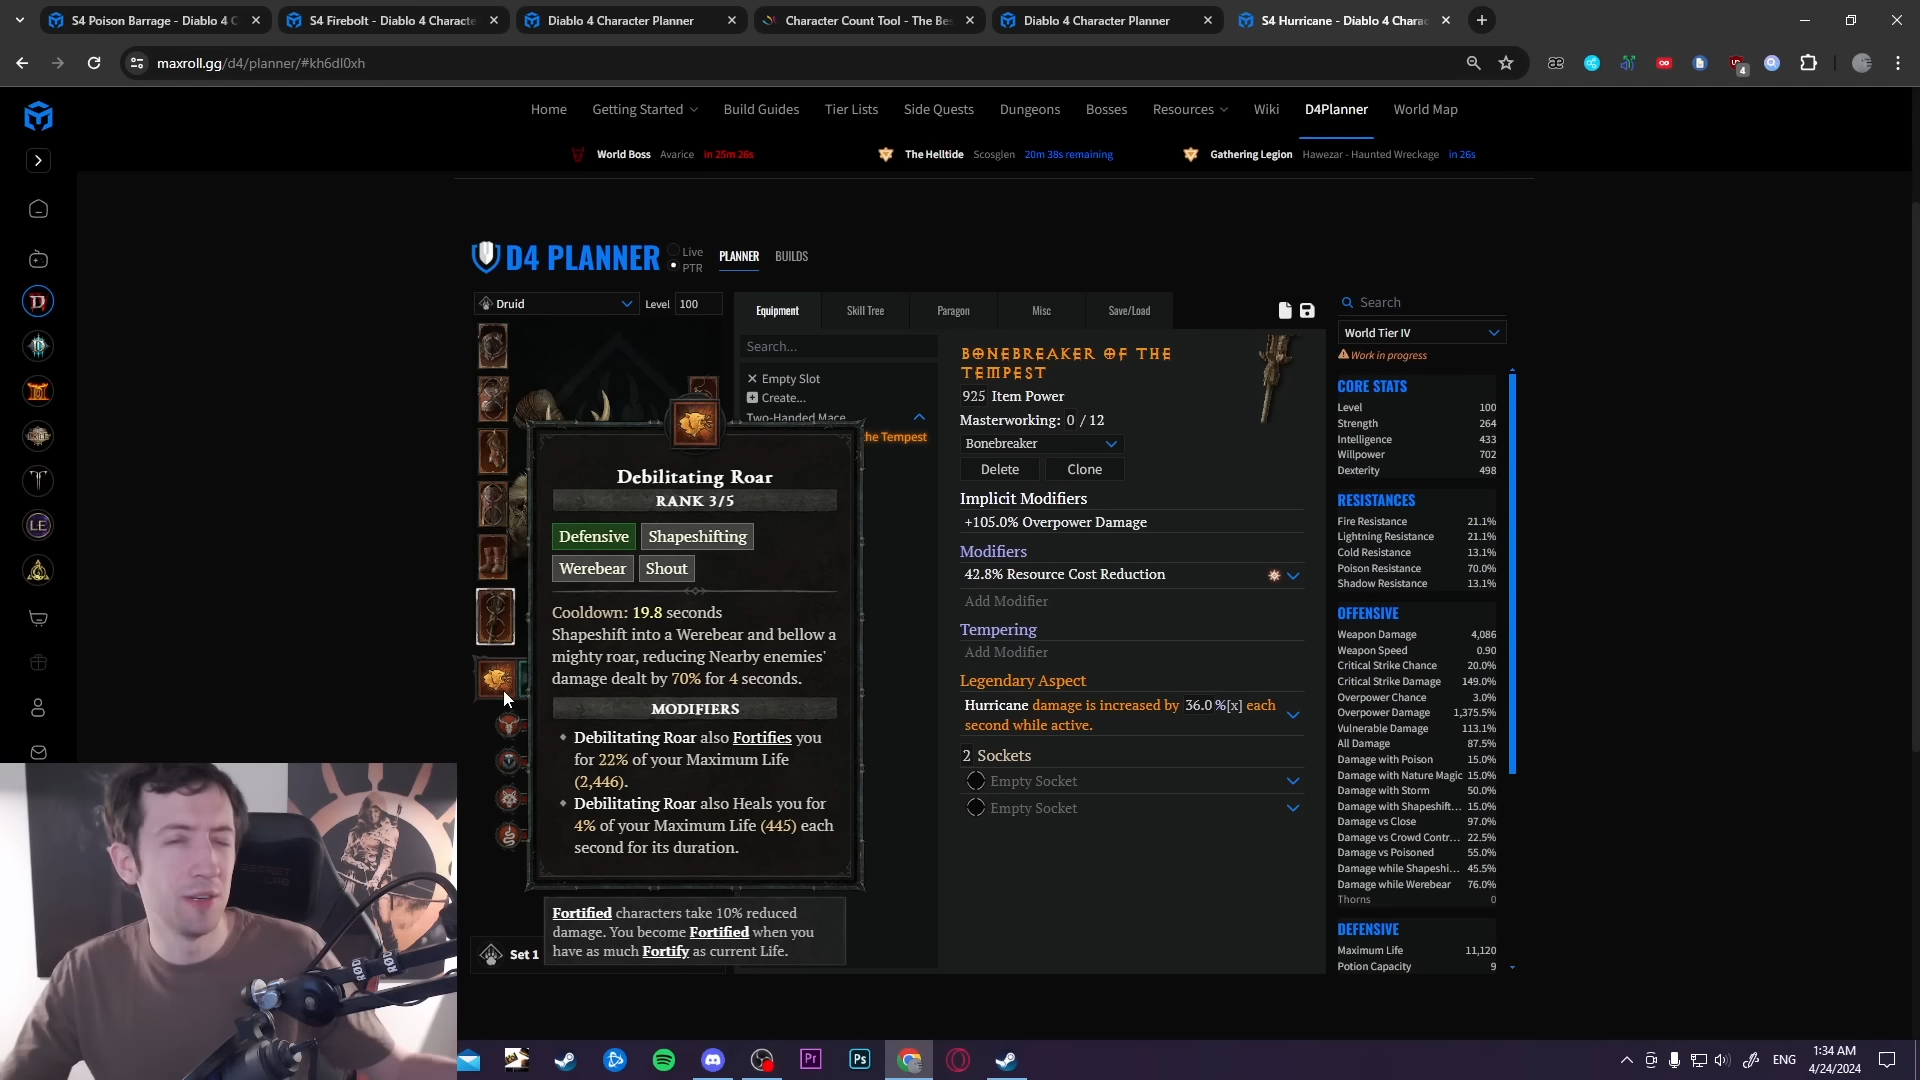 S4 Poison Barrage - Diablo 4 C
S4 Firebolt - Diablo 4 Characte
Diablo 4 Character Planner
Character Count Tool - The Bes
Diablo 4 Character Planner
S4 Hurricane - Diablo 4 Charac
maxroll.gg/d4/planner/#kh6dl0xh
4
Home
Getting Started
Build Guides
Tier Lists
Side Quests
Dungeons
Bosses
Resources
Wiki
D4Planner
World Map
World Boss Avarice in 25m 26s
The Helltide Scosglen 20m 38s remaining
Gathering Legion Hawezar - Haunted Wreckage in 26s
D4 PLANNER
Live
PTR
PLANNER
BUILDS
Druid
Level 100
Equipment
Skill Tree
Paragon
Misc
Save/Load
Search...
Empty Slot
Create...
Two-Handed Mace
he Tempest
Debilitating Roar
RANK 3/5
Defensive
Shapeshifting
Werebear
Shout
Cooldown: 19.8 seconds
Shapeshift into a Werebear and bellow a
mighty roar, reducing Nearby enemies'
damage dealt by 70% for 4 seconds.
MODIFIERS
Debilitating Roar also Fortifies you
for 22% of your Maximum Life
(2,446).
Debilitating Roar also Heals you for
4% of your Maximum Life (445) each
second for its duration.
Fortified characters take 10% reduced
damage. You become Fortified when you
have as much Fortify as current Life.
Set 1
BONEBREAKER OF THE
TEMPEST
925 Item Power
Masterworking: 0 / 12
Bonebreaker
Delete
Clone
Implicit Modifiers
+105.0% Overpower Damage
Modifiers
42.8% Resource Cost Reduction
Add Modifier
Tempering
Add Modifier
Legendary Aspect
Hurricane damage is increased by 36.0 %[x] each
second while active.
2 Sockets
Empty Socket
Empty Socket
Search
World Tier IV
Work in progress
CORE STATS
Level 100
Strength 264
Intelligence 433
Willpower 702
Dexterity 498
RESISTANCES
Fire Resistance 21.1%
Lightning Resistance 21.1%
Cold Resistance 13.1%
Poison Resistance 70.0%
Shadow Resistance 13.1%
OFFENSIVE
Weapon Damage 4,086
Weapon Speed 0.90
Critical Strike Chance 20.0%
Critical Strike Damage 149.0%
Overpower Chance 3.0%
Overpower Damage 1,375.5%
Vulnerable Damage 113.1%
All Damage 87.5%
Damage with Poison 15.0%
Damage with Nature Magic 15.0%
Damage with Storm 50.0%
Damage with Shapeshift... 15.0%
Damage vs Close 97.0%
Damage vs Crowd Contr... 22.5%
Damage vs Poisoned 55.0%
Damage while Shapeshi... 45.5%
Damage while Werebear 76.0%
Thorns 0
DEFENSIVE
Maximum Life 11,120
Potion Capacity 9
LE
SECRET
LAB
RØDE
RØDE
Pr
Ps
ENG
1:34 AM
4/24/2024